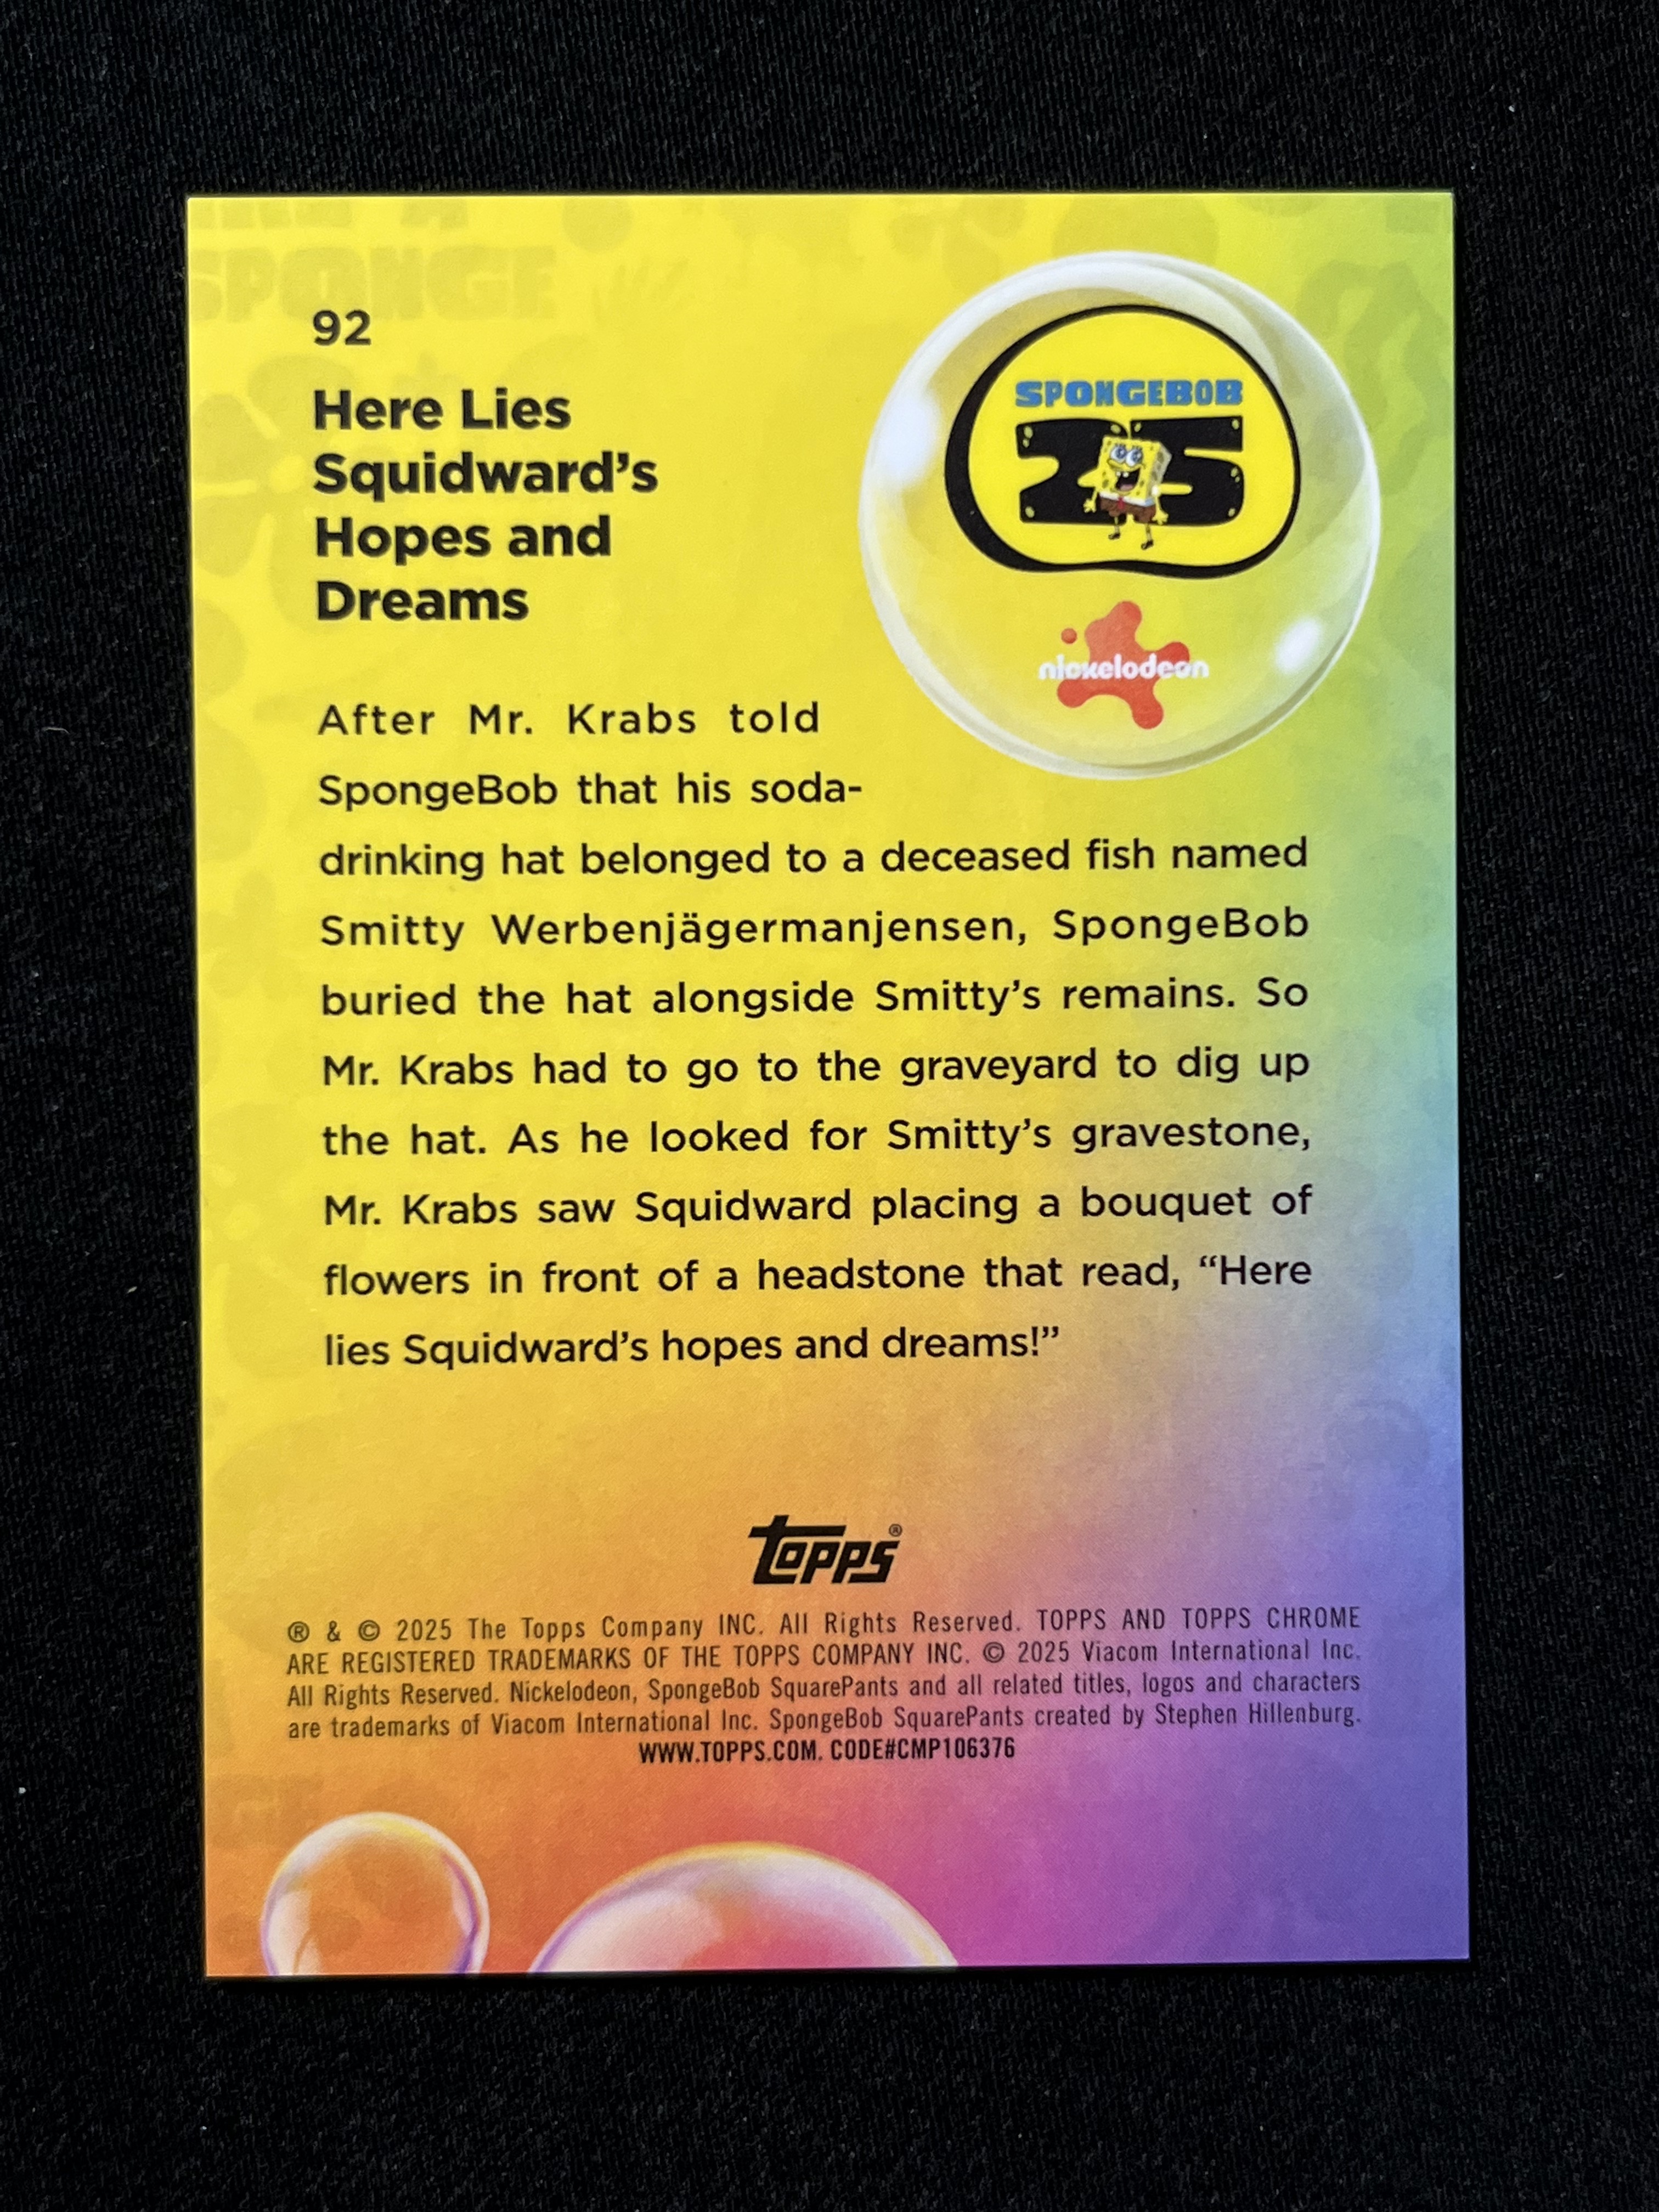 92
Here Lies
Squidward's
Hopes and
Dreams
SPONGEBOB
25
nickelodeon
After Mr. Krabs told
SpongeBob that his soda-
drinking hat belonged to a deceased fish named
Smitty Werbenjägermanjensen, SpongeBob
buried the hat alongside Smitty's remains. So
Mr. Krabs had to go to the graveyard to dig up
the hat. As he looked for Smitty's gravestone,
Mr. Krabs saw Squidward placing a bouquet of
flowers in front of a headstone that read, “Here
lies Squidward's hopes and dreams!”
topps®
® & © 2025 The Topps Company INC. All Rights Reserved. TOPPS AND TOPPS CHROME
ARE REGISTERED TRADEMARKS OF THE TOPPS COMPANY INC. © 2025 Viacom International Inc.
All Rights Reserved. Nickelodeon, SpongeBob SquarePants and all related titles, logos and characters
are trademarks of Viacom International Inc. SpongeBob SquarePants created by Stephen Hillenburg.
WWW.TOPPS.COM. CODE#CMP106376